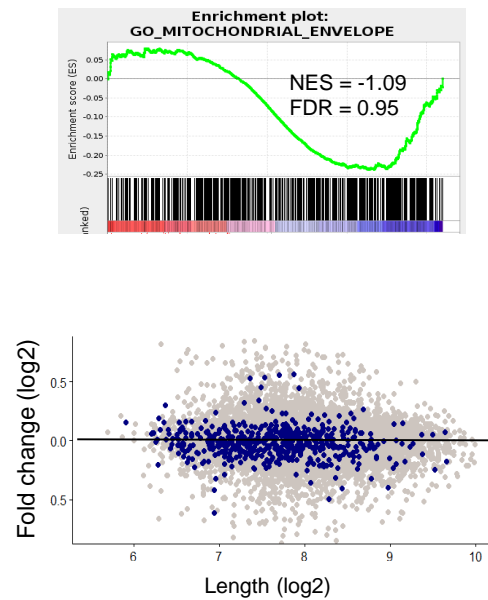 Enrichment plot:
GO_MITOCHONDRIAL_ENVELOPE
Enrichment score (ES)
0.05
0.00
-0.05
-0.10
-0.15
-0.20
-0.25
NES = -1.09
FDR = 0.95
anked)
Fold change (log2)
0.5
0.0
0.5
6
7
8
9
10
Length (log2)